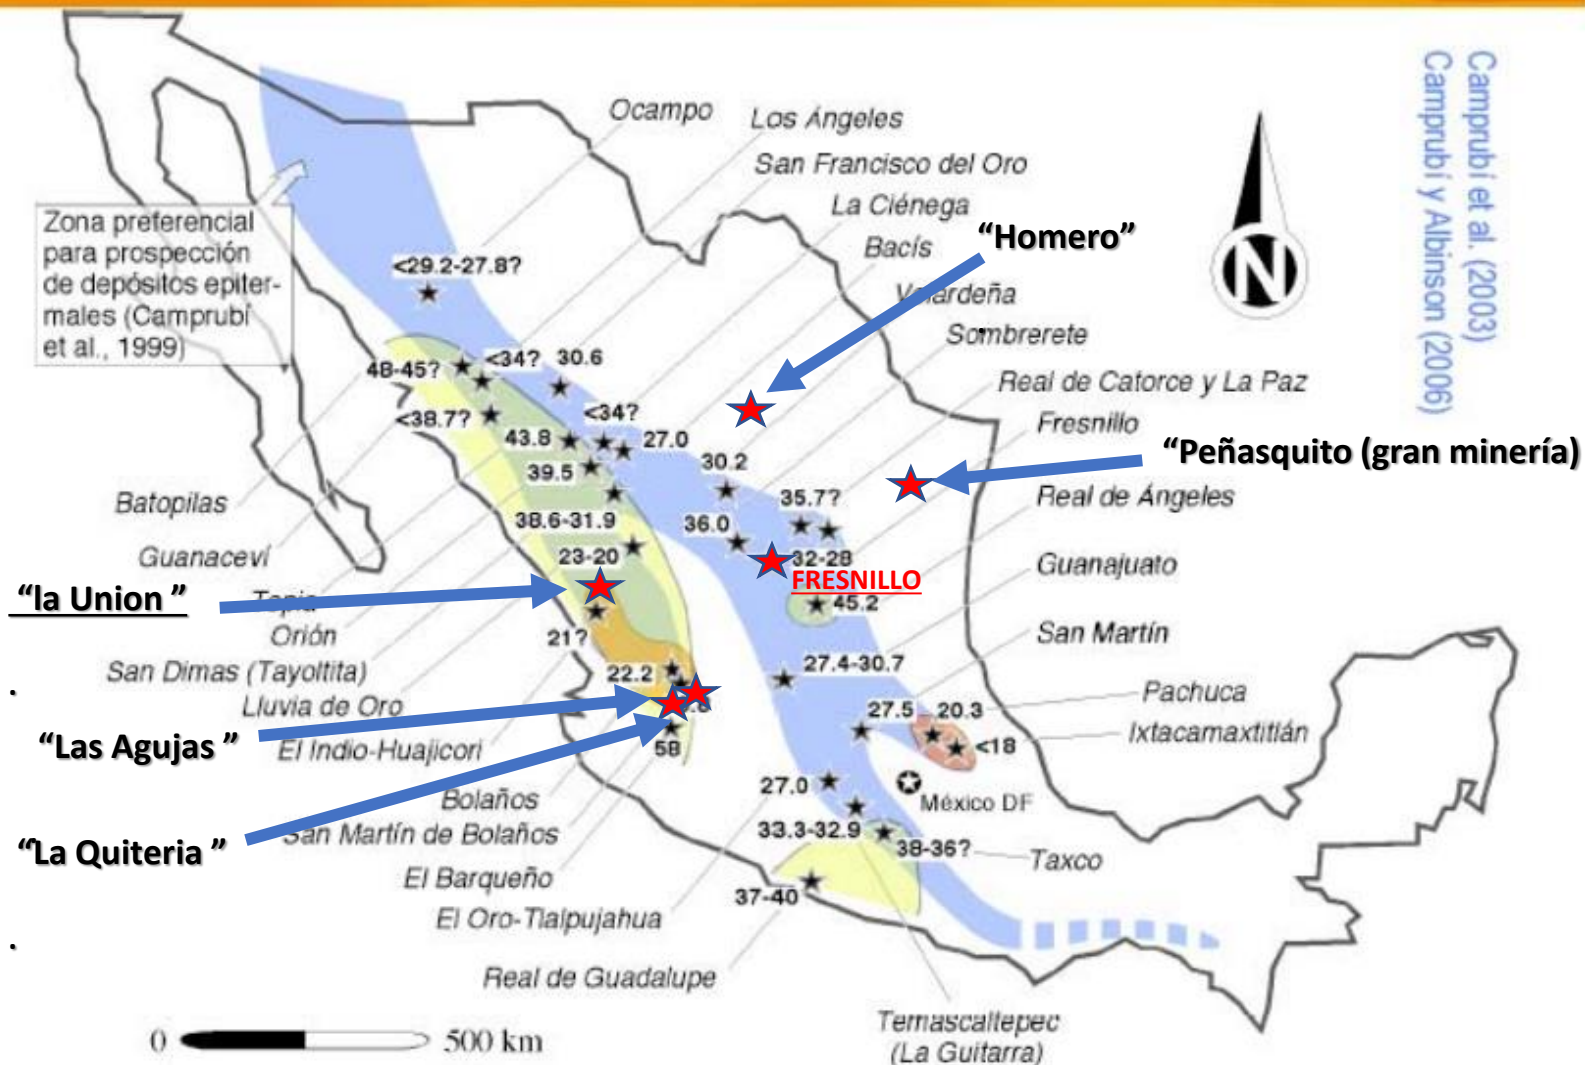 Camprubí et al. (2003)
Camprubí y Albinson (2006)
Ocampo
Los Ángeles
San Francisco del Oro
La Ciénega
Bacís
Velardeña
Sombrerete
Real de Catorce y La Paz
Fresnillo
Real de Ángeles
Guanajuato
San Martín
Pachuca
Ixtacamaxtitlán
México DF
Taxco
Temascaltepec
(La Guitarra)
Zona preferencial
para prospección
de depósitos epiter-
males (Camprubí
et al., 1999)
“Homero”
“Peñasquito (gran minería)
N
<29.2-27.8?
48-45?
<34?
30.6
<38.7?
43.8
<34?
27.0
39.5
30.2
38.6-31.9
36.0
35.7?
23-20
32-28
FRESNILLO
45.2
21?
22.2
27.4-30.7
58
27.5
20.3
<18
27.0
33.3-32.9
38-36?
37-40
Batopilas
Guanaceví
“la Union ”
Tapia
Orión
San Dimas (Tayoltita)
.
Lluvia de Oro
“Las Agujas ”
El Indio-Huajicori
Bolaños
San Martín de Bolaños
“La Quiteria ”
El Barqueño
El Oro-Tlalpujahua
.
Real de Guadalupe
0
500 km